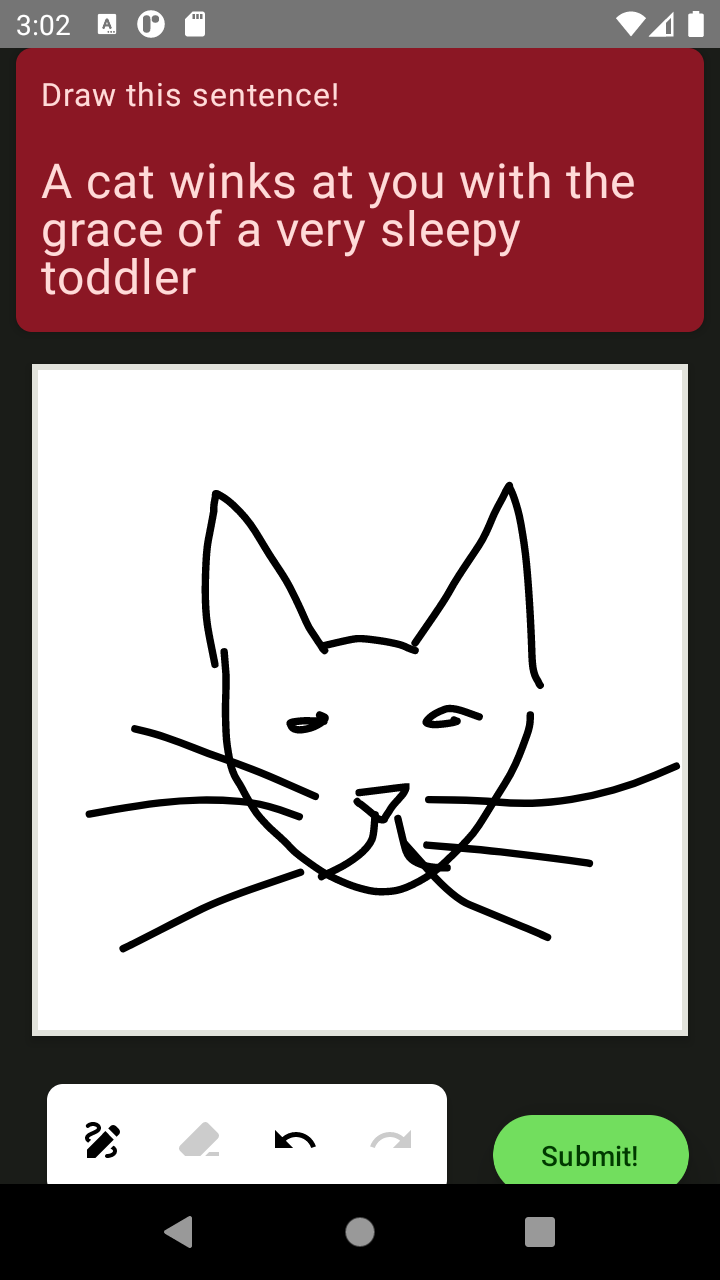 3:02
Draw this sentence!
A cat winks at you with the
grace of a very sleepy
toddler
Submit!